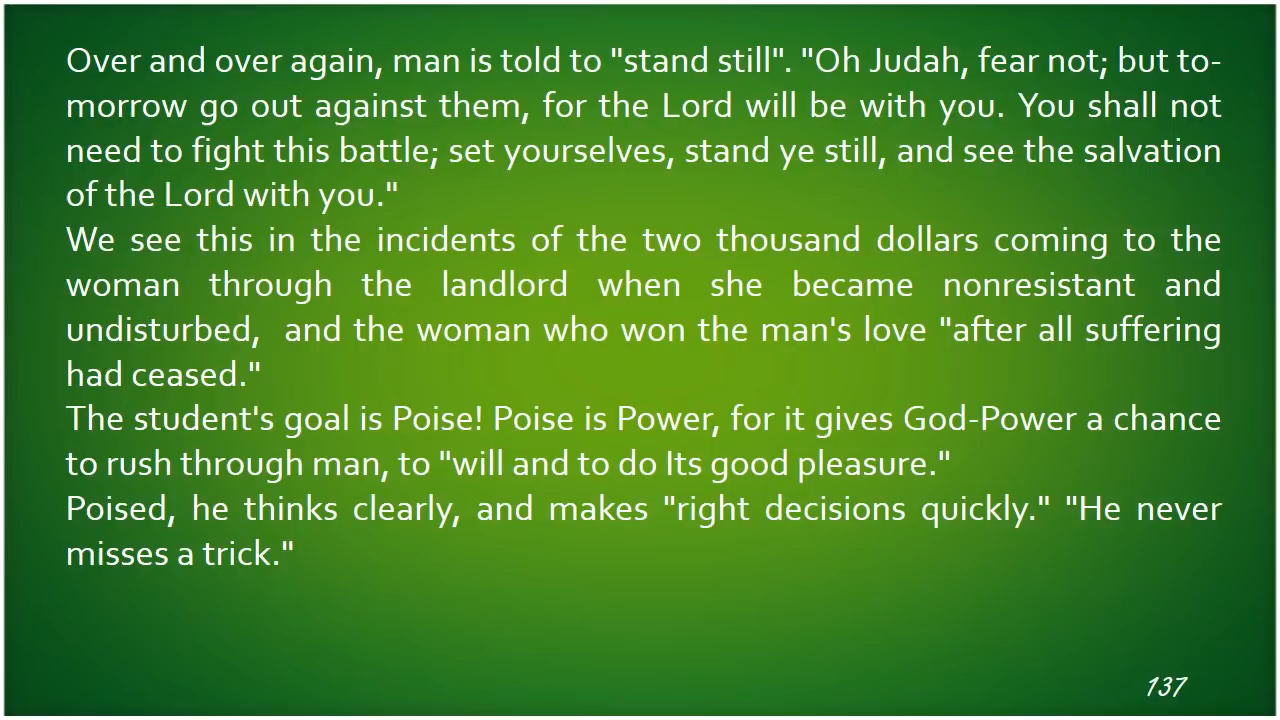 Over and over again, man is told to "stand still". "Oh Judah, fear not; but to-
morrow go out against them, for the Lord will be with you. You shall not
need to fight this battle; set yourselves, stand ye still, and see the salvation
of the Lord with you."
We see this in the incidents of the two thousand dollars coming to the
woman through the landlord when she became nonresistant and
undisturbed,  and the woman who won the man's love "after all suffering
had ceased."
The student's goal is Poise! Poise is Power, for it gives God-Power a chance
to rush through man, to "will and to do Its good pleasure."
Poised, he thinks clearly, and makes "right decisions quickly." "He never
misses a trick."
137